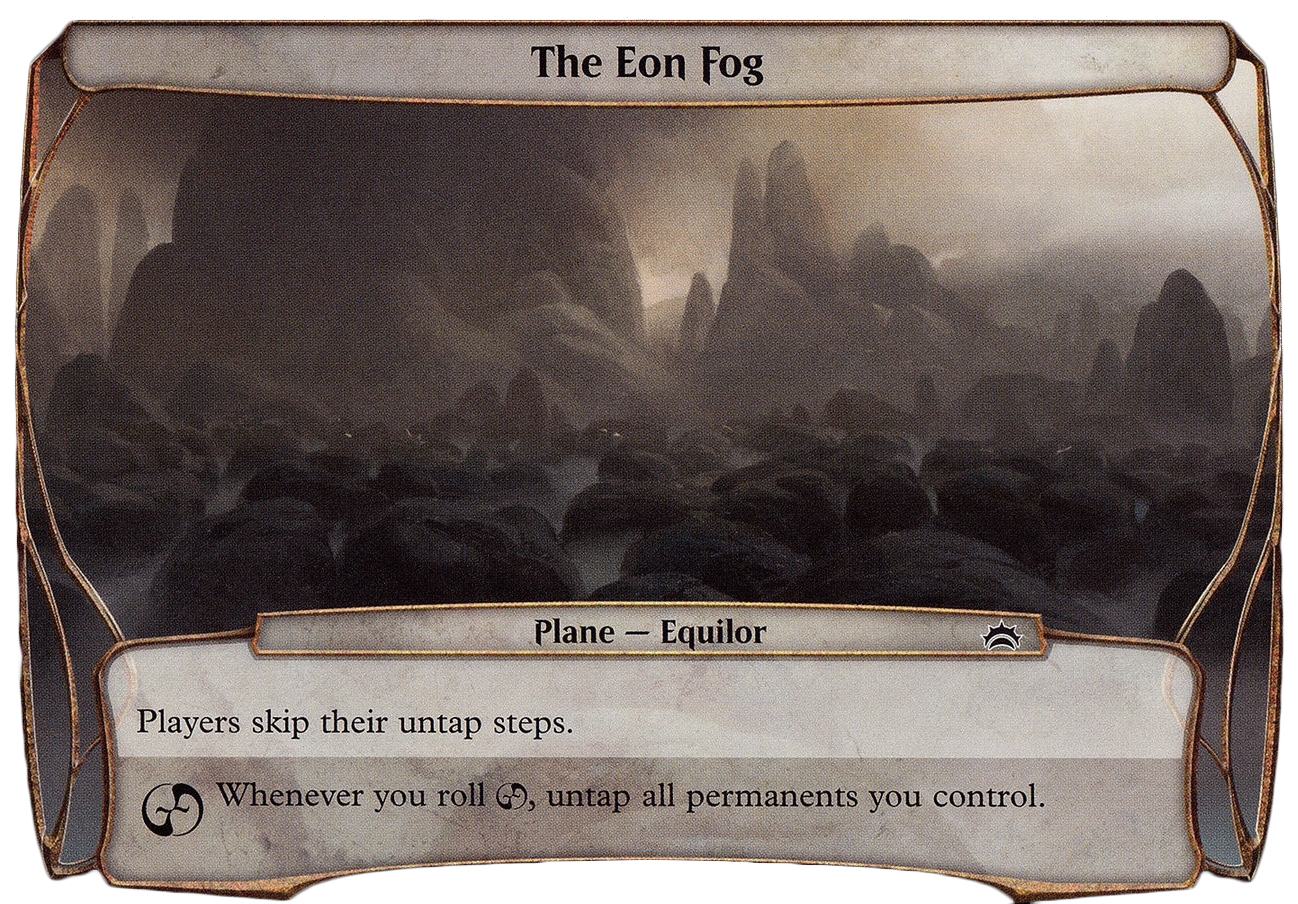 The Eon Fog
Plane — Equilor
Players skip their untap steps.
Whenever you roll , untap all permanents you control.